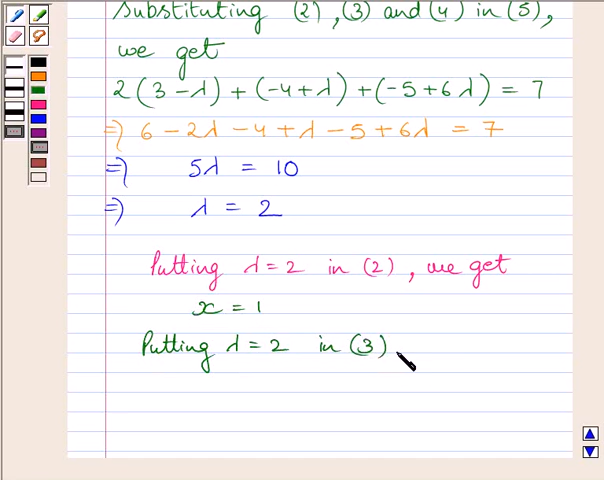 Substituting (2), (3) and (4) in (5),
we get
2(3-λ) + (-4+λ) + (-5+6λ) = 7
=) 6 - 2λ - 4 + λ - 5 + 6λ = 7
=) 5λ = 10
=) λ = 2
Putting λ = 2 in (2), we get
x = 1
Putting λ = 2 in (3)